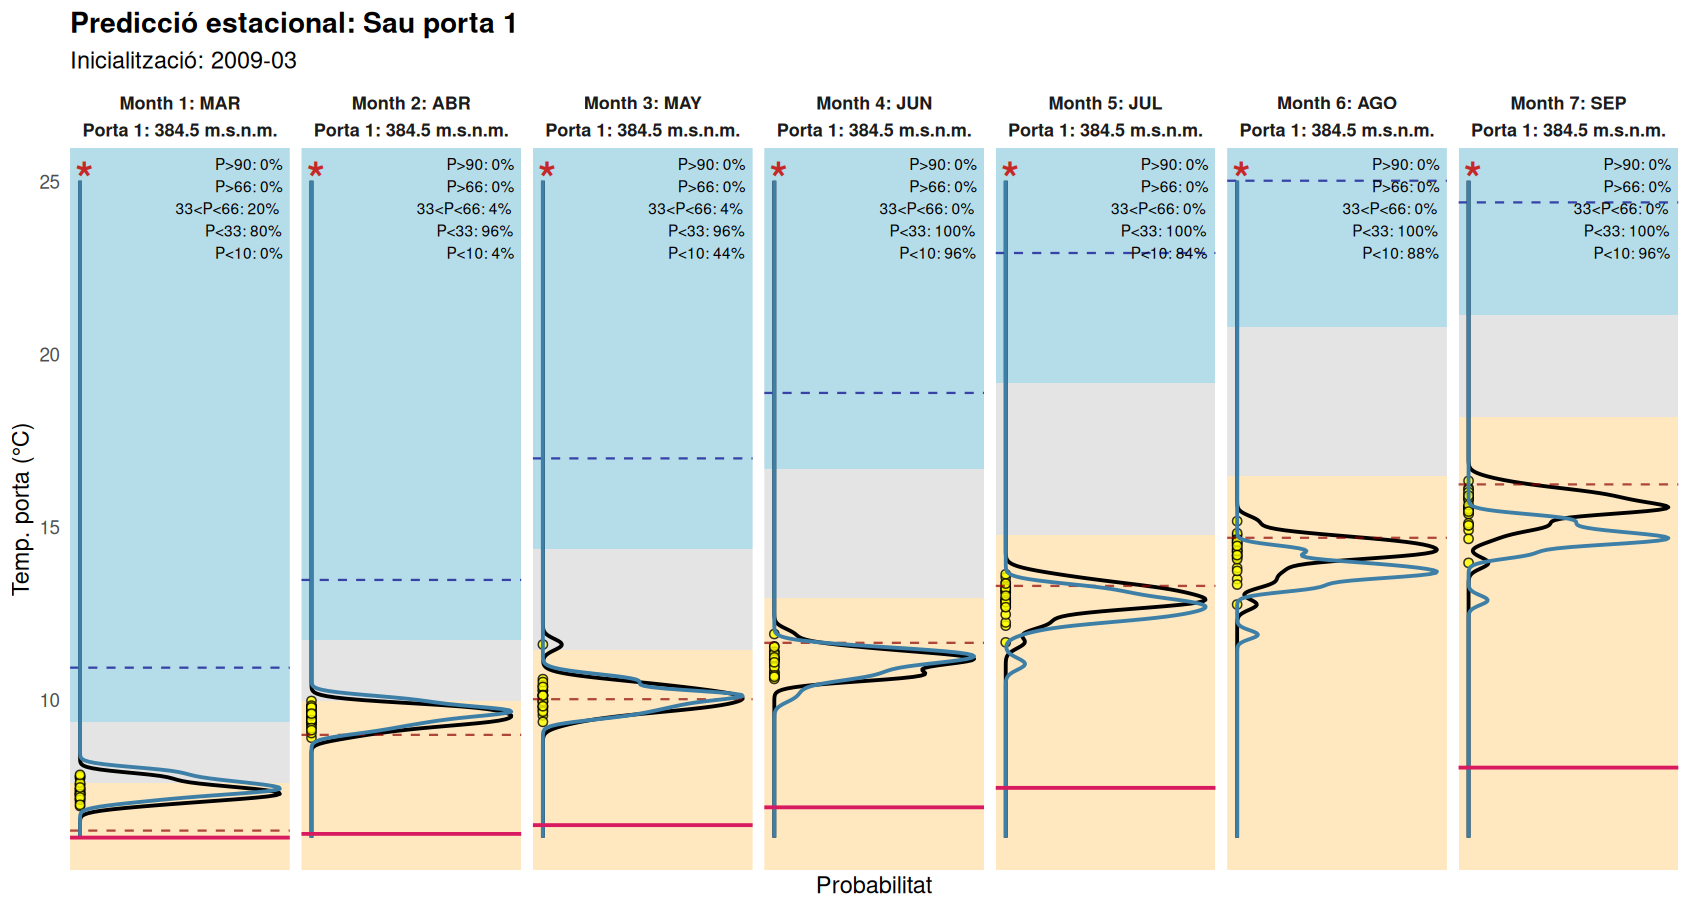 Predicció estacional: Sau porta 1
Inicialització: 2009-03
Month 1: MAR
Porta 1: 384.5 m.s.n.m.
Month 2: ABR
Porta 1: 384.5 m.s.n.m.
Month 3: MAY
Porta 1: 384.5 m.s.n.m.
Month 4: JUN
Porta 1: 384.5 m.s.n.m.
Month 5: JUL
Porta 1: 384.5 m.s.n.m.
Month 6: AGO
Porta 1: 384.5 m.s.n.m.
Month 7: SEP
Porta 1: 384.5 m.s.n.m.
*
P>90: 0%
P>66: 0%
33<P<66: 20%
P<33: 80%
P<10: 0%
*
P>90: 0%
P>66: 0%
33<P<66: 4%
P<33: 96%
P<10: 4%
*
P>90: 0%
P>66: 0%
33<P<66: 4%
P<33: 96%
P<10: 44%
*
P>90: 0%
P>66: 0%
33<P<66: 0%
P<33: 100%
P<10: 96%
*
P>90: 0%
P>66: 0%
33<P<66: 0%
P<33: 100%
P<10: 84%
*
P>90: 0%
P>66: 0%
33<P<66: 0%
P<33: 100%
P<10: 88%
*
P>90: 0%
P>66: 0%
33<P<66: 0%
P<33: 100%
P<10: 96%
25
20
15
10
Temp. porta (°C)
Probabilitat